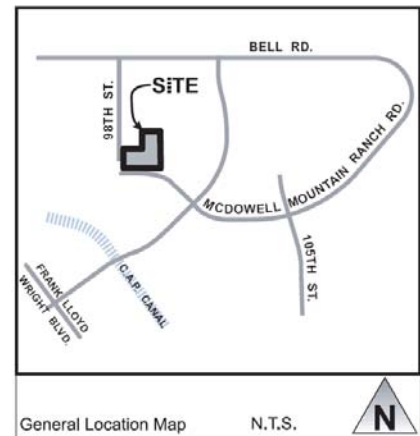 BELL RD.
98TH ST.
SITE
MCDOWELL MOUNTAIN RANCH RD.
105TH ST.
C.A.P. CANAL
FRANK LLOYD
WRIGHT BLVD.
General Location Map N.T.S. N